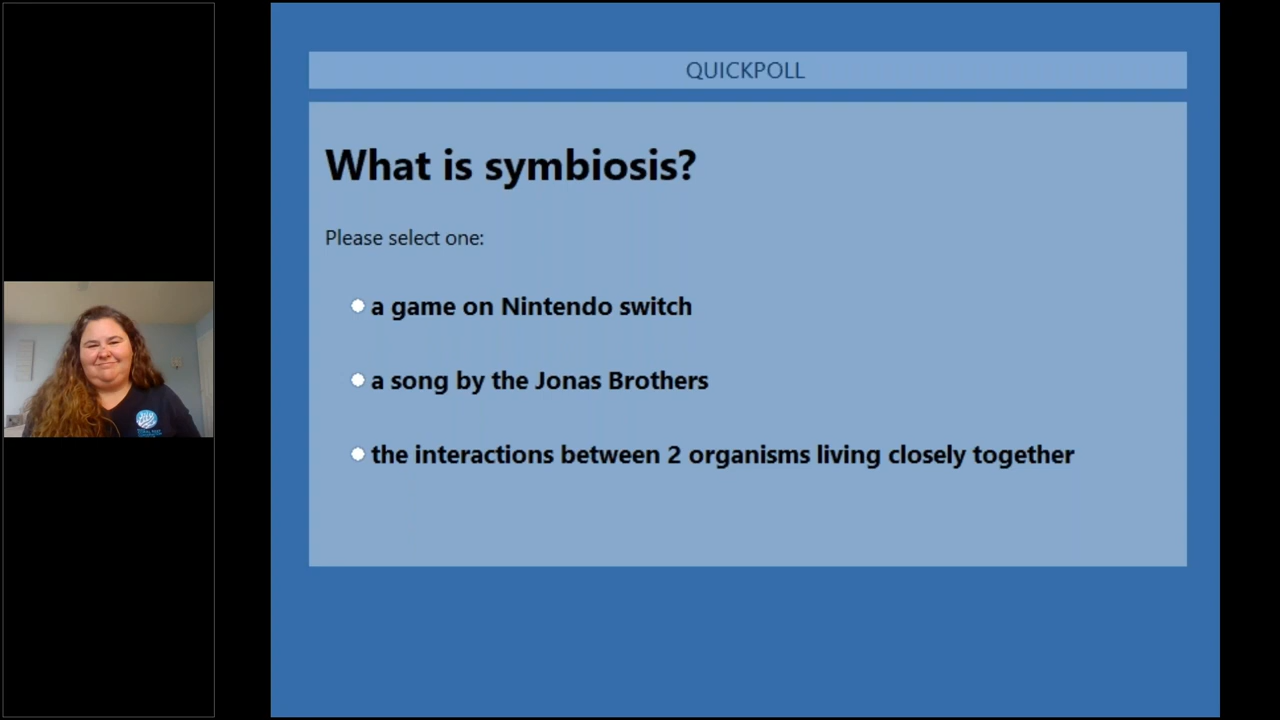 QUICKPOLL
What is symbiosis?
Please select one:
a game on Nintendo switch
a song by the Jonas Brothers
the interactions between 2 organisms living closely together